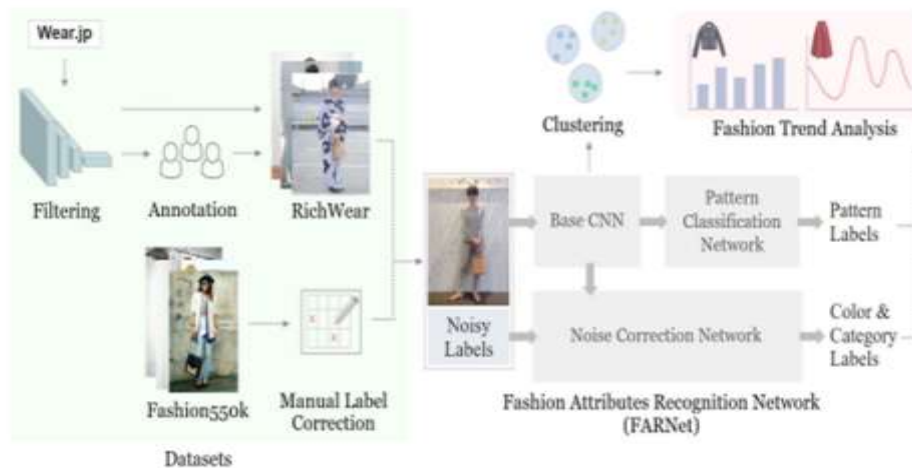 Wear.jp
Filtering
Annotation
RichWear
Fashion550k
Manual Label
Correction
Datasets
Clustering
Fashion Trend Analysis
Base CNN
Pattern
Classification
Network
Pattern
Labels
Noisy
Labels
Noise Correction Network
Color &
Category
Labels
Fashion Attributes Recognition Network
(FARNet)